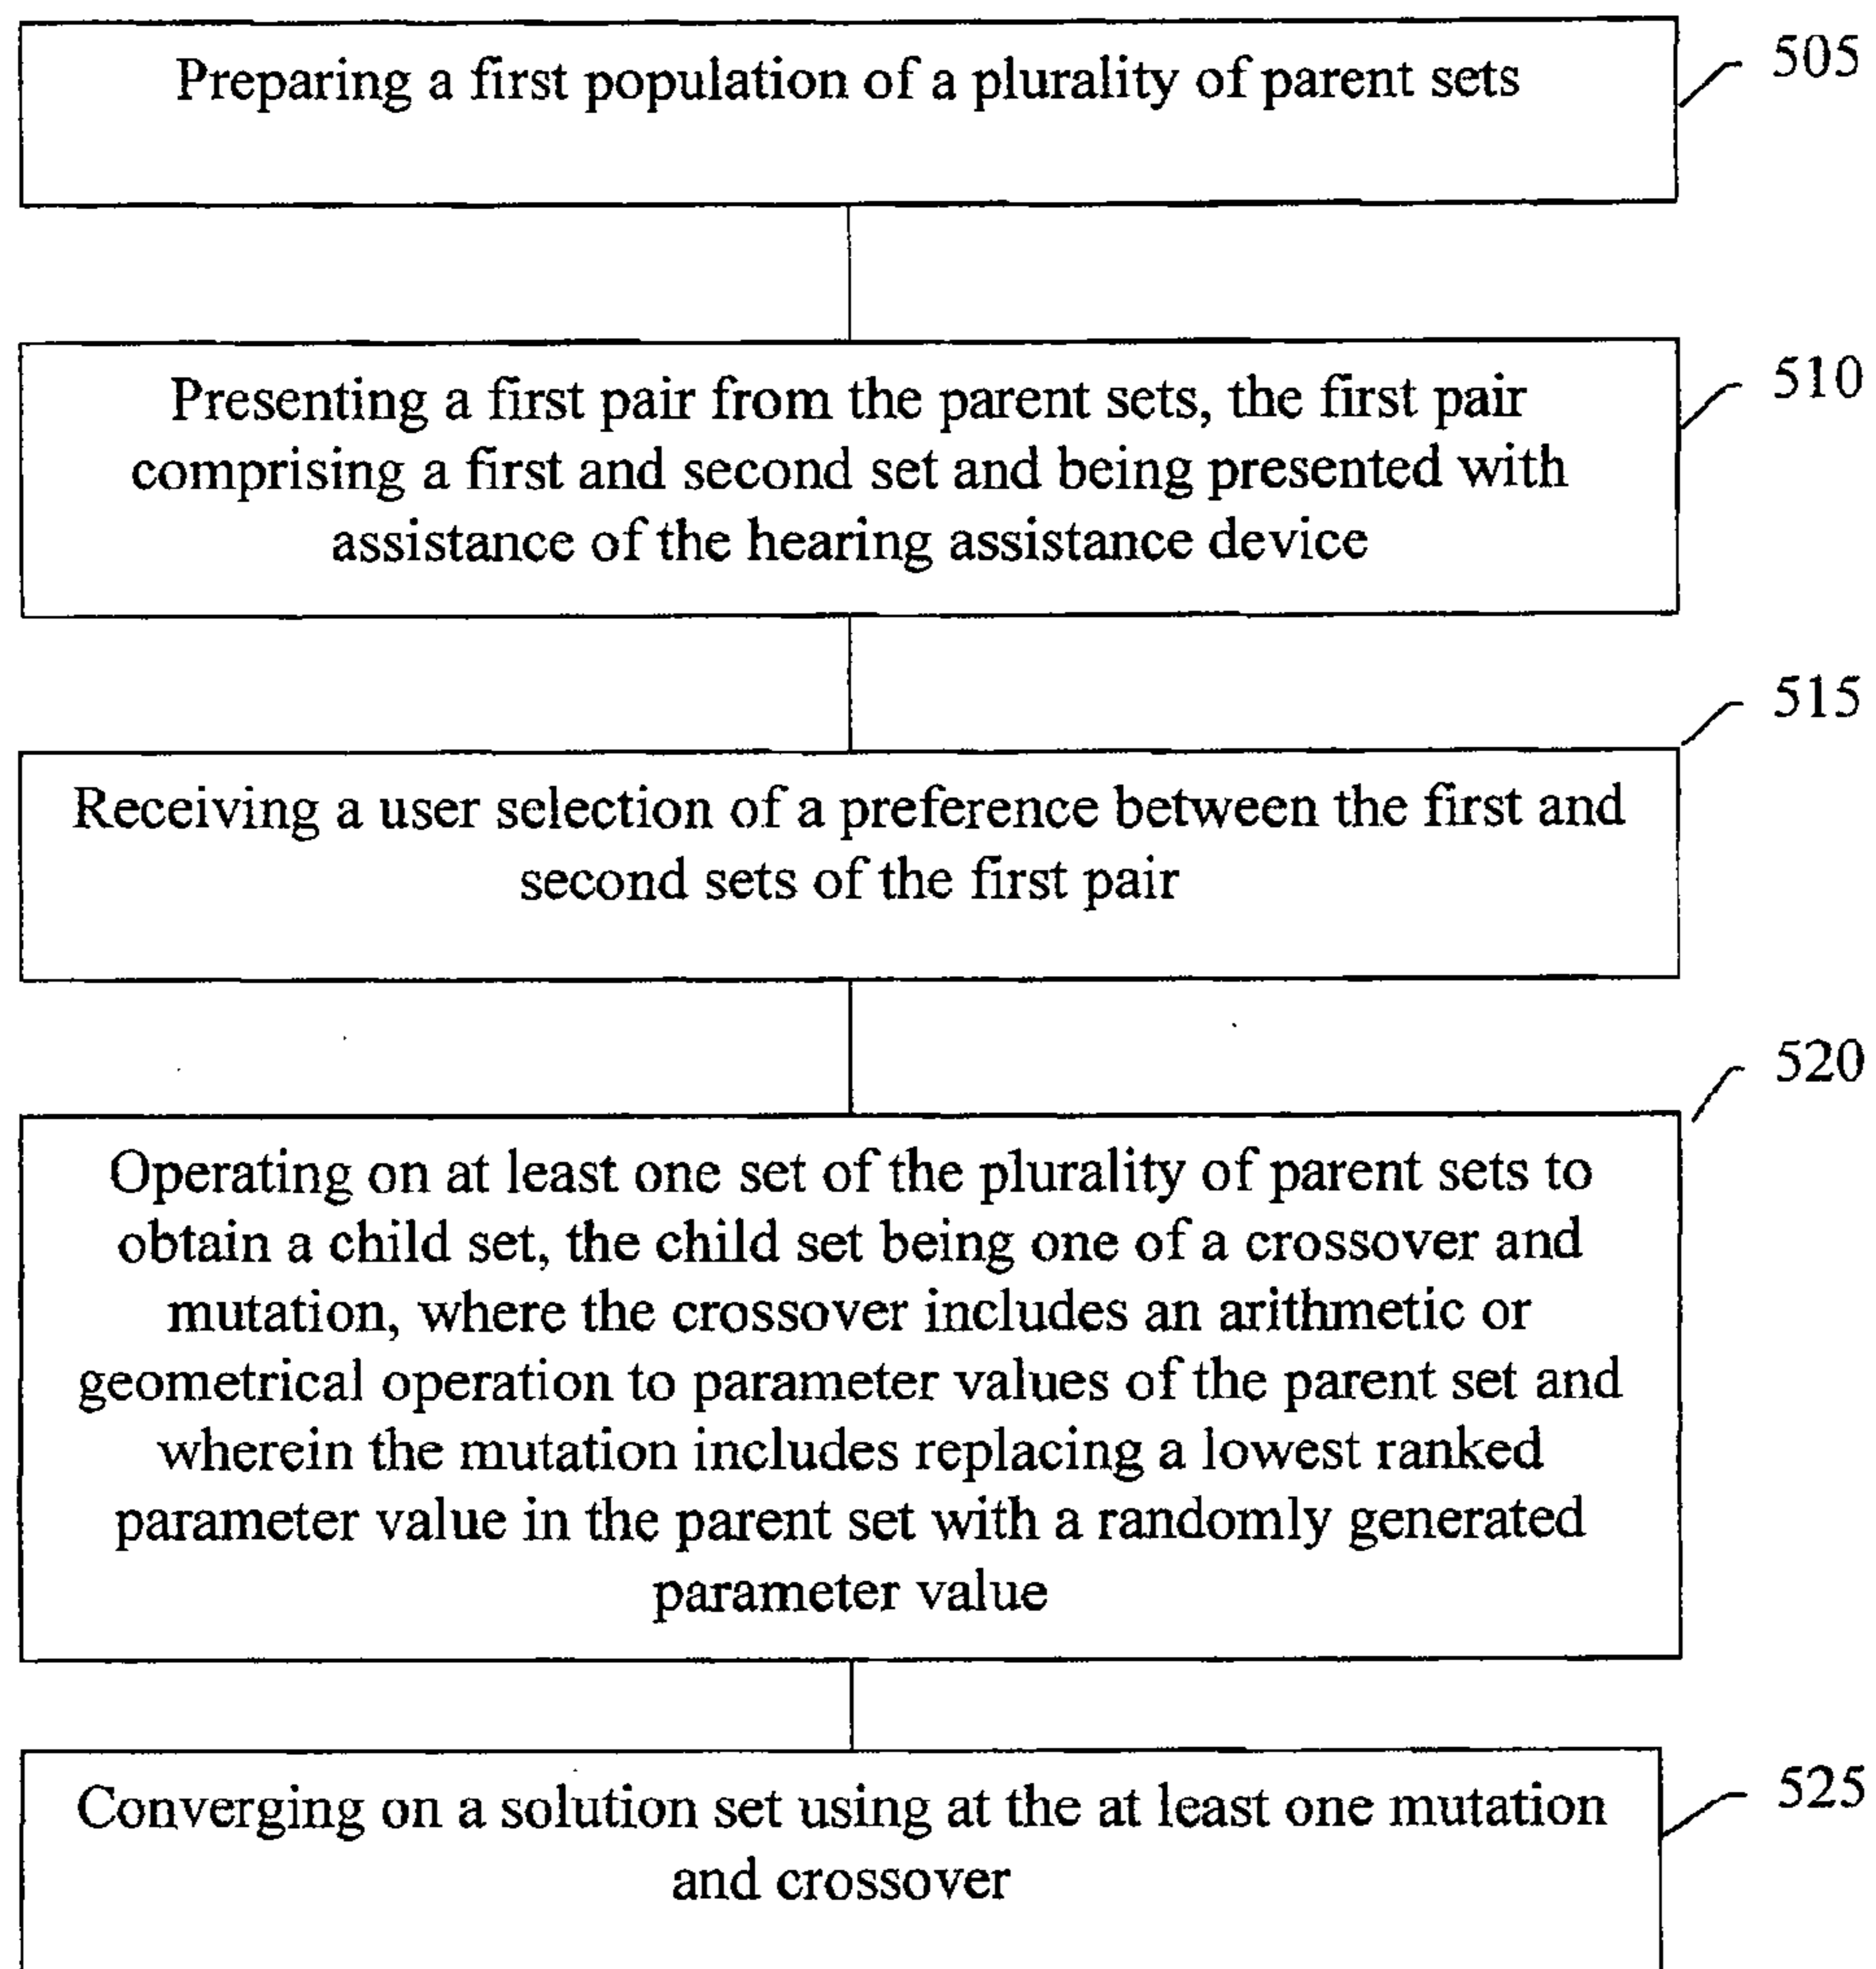 Preparing a first population of a plurality of parent sets
505
Presenting a first pair from the parent sets, the first pair
comprising a first and second set and being presented with
assistance of the hearing assistance device
510
515
Receiving a user selection of a preference between the first and
second sets of the first pair
520
Operating on at least one set of the plurality of parent sets to
obtain a child set, the child set being one of a crossover and
mutation, where the crossover includes an arithmetic or
geometrical operation to parameter values of the parent set and
wherein the mutation includes replacing a lowest ranked
parameter value in the parent set with a randomly generated
parameter value
525
Converging on a solution set using at the at least one mutation
and crossover